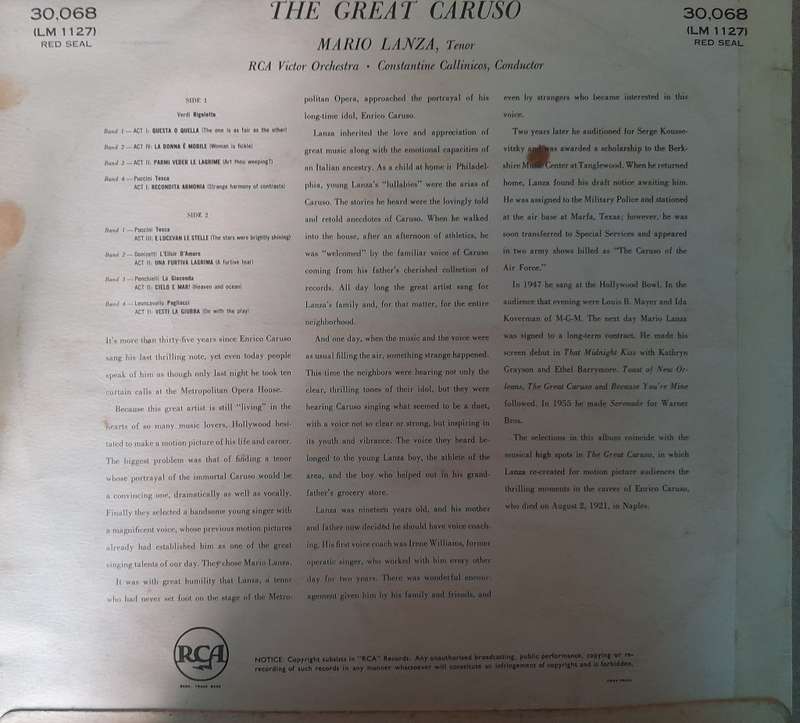 30,068
(LM 1127)
RED SEAL
THE GREAT CARUSO
30,068
(LM 1127)
RED SEAL
MARIO LANZA, Tenor
RCA Victor Orchestra • Constantine Callinicos, Conductor
SIDE 1
Verdi Rigoletto
Band 1 — ACT I: QUESTA O QUELLA (The one is as fair as the other)
Band 2 — ACT IV: LA DONNA È MOBILE (Woman is fickle)
Band 3 — ACT II: PARMI VEDER LE LAGRIME (Art thou weeping?)
Band 4 — Puccini Tosca
ACT I: RECONDITA ARMONIA (Strange harmony of contrasts)
SIDE 2
Band 1 — Puccini Tosca
ACT III: E LUCEVAN LE STELLE (The stars were brightly shining)
Band 2 — Donizetti L'Elisir D'Amore
ACT II: UNA FURTIVA LAGRIMA (A furtive tear)
Band 3 — Ponchielli La Gioconda
ACT II: CIELO E MAR! (Heaven and ocean)
Band 4 — Leoncavallo Pagliacci
ACT I: VESTI LA GIUBBA (On with the play)
It's more than thirty-five years since Enrico Caruso
sang his last thrilling note, yet even today people
speak of him as though only last night he took ten
curtain calls at the Metropolitan Opera House.
Because this great artist is still "living" in the
hearts of so many music lovers, Hollywood hesi-
tated to make a motion picture of his life and career.
The biggest problem was that of finding a tenor
whose portrayal of the immortal Caruso would be
a convincing one, dramatically as well as vocally.
Finally they selected a handsome young singer with
a magnificent voice, whose previous motion pictures
already had established him as one of the great
singing talents of our day. They chose Mario Lanza.
It was with great humility that Lanza, a tenor
who had never set foot on the stage of the Metro-
politan Opera, approached the portrayal of his
long-time idol, Enrico Caruso.
Lanza inherited the love and appreciation of
great music along with the emotional capacities of
an Italian ancestry. As a child at home in Philadel-
phia, young Lanza's "lullabies" were the arias of
Caruso. The stories he heard were the lovingly told
and retold anecdotes of Caruso. When he walked
into the house, after an afternoon of athletics, he
was "welcomed" by the familiar voice of Caruso
coming from his father's cherished collection of
records. All day long the great artist sang for
Lanza's family and, for that matter, for the entire
neighborhood.
And one day, when the music and the voice were
as usual filling the air, something strange happened.
This time the neighbors were hearing not only the
clear, thrilling tones of their idol, but they were
hearing Caruso singing what seemed to be a duet,
with a voice not so clear or strong, but inspiring in
its youth and vibrance. The voice they heard be-
longed to the young Lanza boy, the athlete of the
area, and the boy who helped out in his grand-
father's grocery store.
Lanza was nineteen years old, and his mother
and father now decided he should have voice coach-
ing. His first voice coach was Irene Williams, former
operatic singer, who worked with him every other
day for two years. There was wonderful encour-
agement given him by his family and friends, and
even by strangers who became interested in this
voice.
Two years later he auditioned for Serge Kousse-
vitzky and was awarded a scholarship to the Berk-
shire Music Center at Tanglewood. When he returned
home, Lanza found his draft notice awaiting him.
He was assigned to the Military Police and stationed
at the air base at Marfa, Texas; however, he was
soon transferred to Special Services and appeared
in two army shows billed as "The Caruso of the
Air Force."
In 1947 he sang at the Hollywood Bowl. In the
audience that evening were Louis B. Mayer and Ida
Koverman of M-G-M. The next day Mario Lanza
was signed to a long-term contract. He made his
screen debut in That Midnight Kiss with Kathryn
Grayson and Ethel Barrymore. Toast of New Or-
leans, The Great Caruso and Because You're Mine
followed. In 1955 he made Serenade for Warner
Bros.
The selections in this album coincide with the
musical high spots in The Great Caruso, in which
Lanza re-created for motion picture audiences the
thrilling moments in the career of Enrico Caruso,
who died on August 2, 1921, in Naples.
RCA
REGD. TRADE MARK
NOTICE: Copyright subsists in "RCA" Records. Any unauthorised broadcasting, public performance, copying or re-
recording of such records in any manner whatsoever will constitute an infringement of copyright and is forbidden.